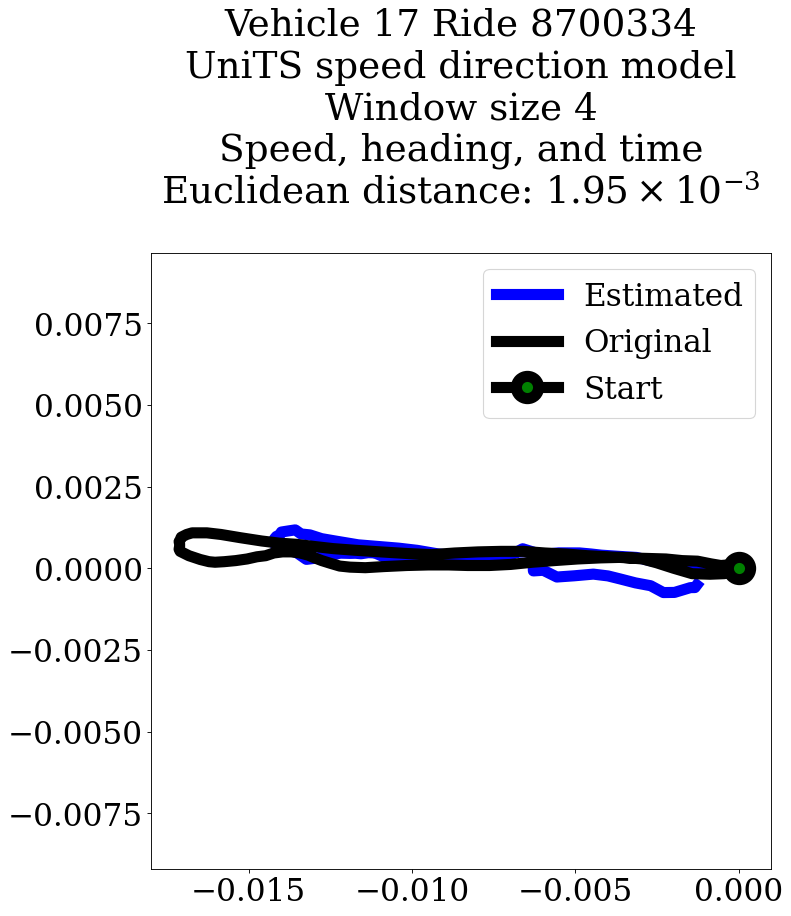 Vehicle 17 Ride 8700334
UniTS speed direction model
Window size 4
Speed, heading, and time
Euclidean distance: 1.95 × 10⁻³
Estimated
Original
Start
0.0075
0.0050
0.0025
0.0000
−0.0025
−0.0050
−0.0075
−0.015 −0.010 −0.005 0.000